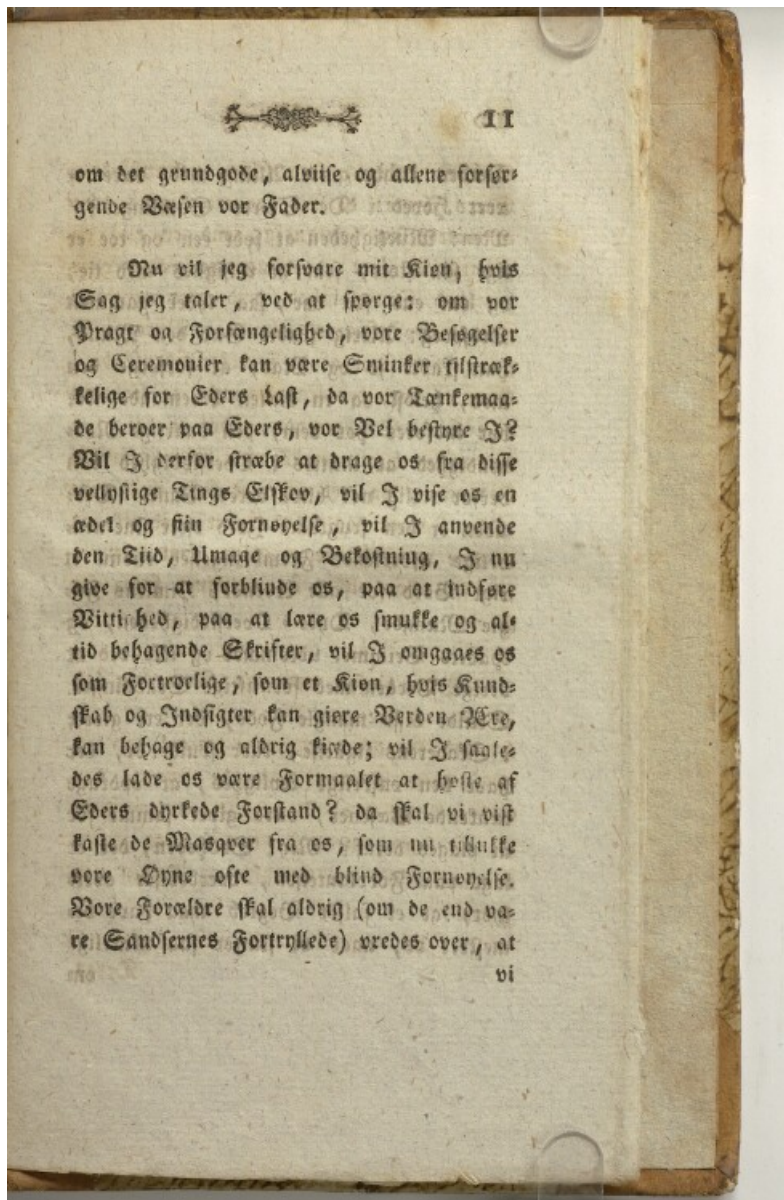 11
om det grundgode, alviise og allene forsør-
gende Væsen vor Fader.
Nu vil jeg forsvare mit Kiøn, hvis
Sag jeg taler, ved at spørge: om vor
Pragt og Forfængelighed, vore Besøgelser
og Ceremonier kan være Sminker tilstræk-
kelige for Eders Last, da vor Tænkemaa-
de beroer paa Eders, vor Vel bestyre I?
Vil I derfor stræbe at drage os fra disse
vellystige Tings Elskov, vil I vise os en
ædel og fiin Fornøyelse, vil I anvende
den Tiid, Umage og Bekostning, I nu
give for at forblinde os, paa at indføre
Vittighed, paa at lære os smukke og al-
tid behagende Skrifter, vil I omgaaes os
som Foetroelige, som et Kiøn, hvis Kund-
skab og Indsigter kan giøre Verden Ære,
kan behage og aldrig kiæde; vil I saale-
des lade os være Formaalet at høste af
Eders dyrkede Forstand? da skal vi vist
kaste de Masqver fra os, som nu tillukke
vore Øyne ofte med blind Fornøyelse.
Vore Forældre skal aldrig (om de end va-
re Sandsernes Fortryllede) vredes over, at
vi